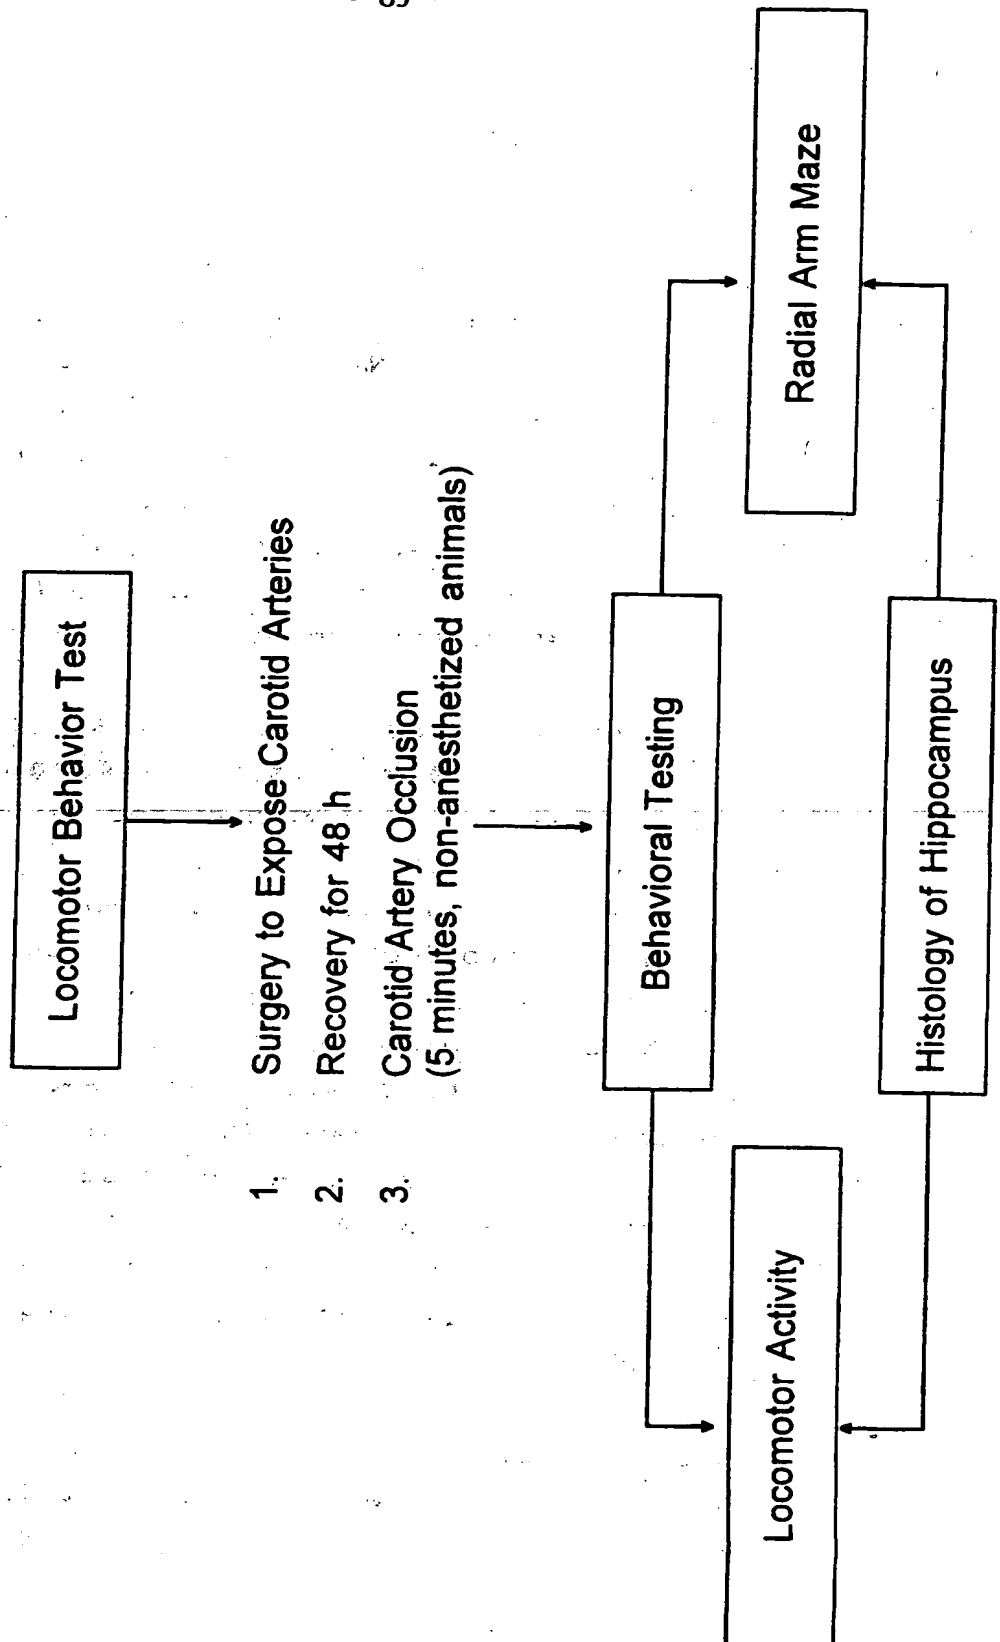 Locomotor Behavior Test
1. Surgery to Expose Carotid Arteries
2. Recovery for 48 h
3. Carotid Artery Occlusion
(5 minutes, non-anesthetized animals)
Behavioral Testing
Locomotor Activity
Radial Arm Maze
Histology of Hippocampus